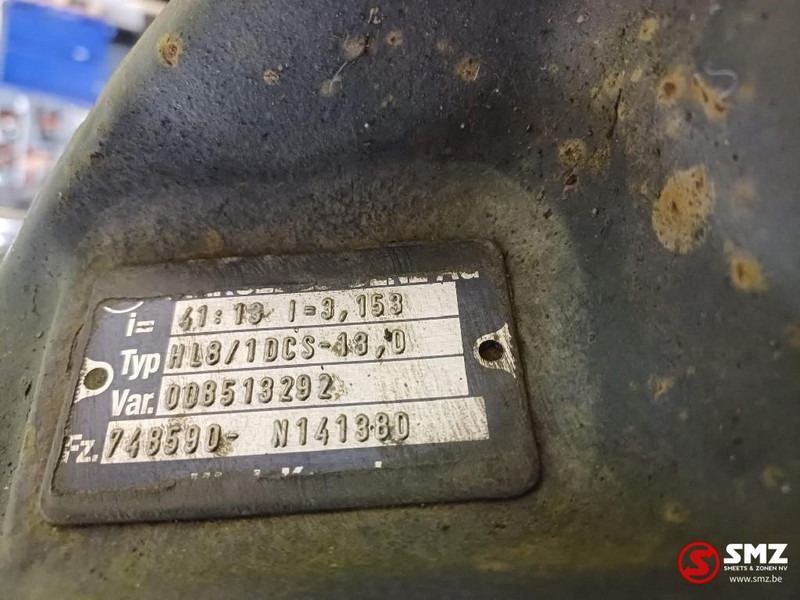 i= 41:13 I=3,153
Typ HL8/1DCS-13,0
Var. 008513292
Fz. 748590- N141380
SMZ
SMEETS & ZONEN NV
www.smz.be